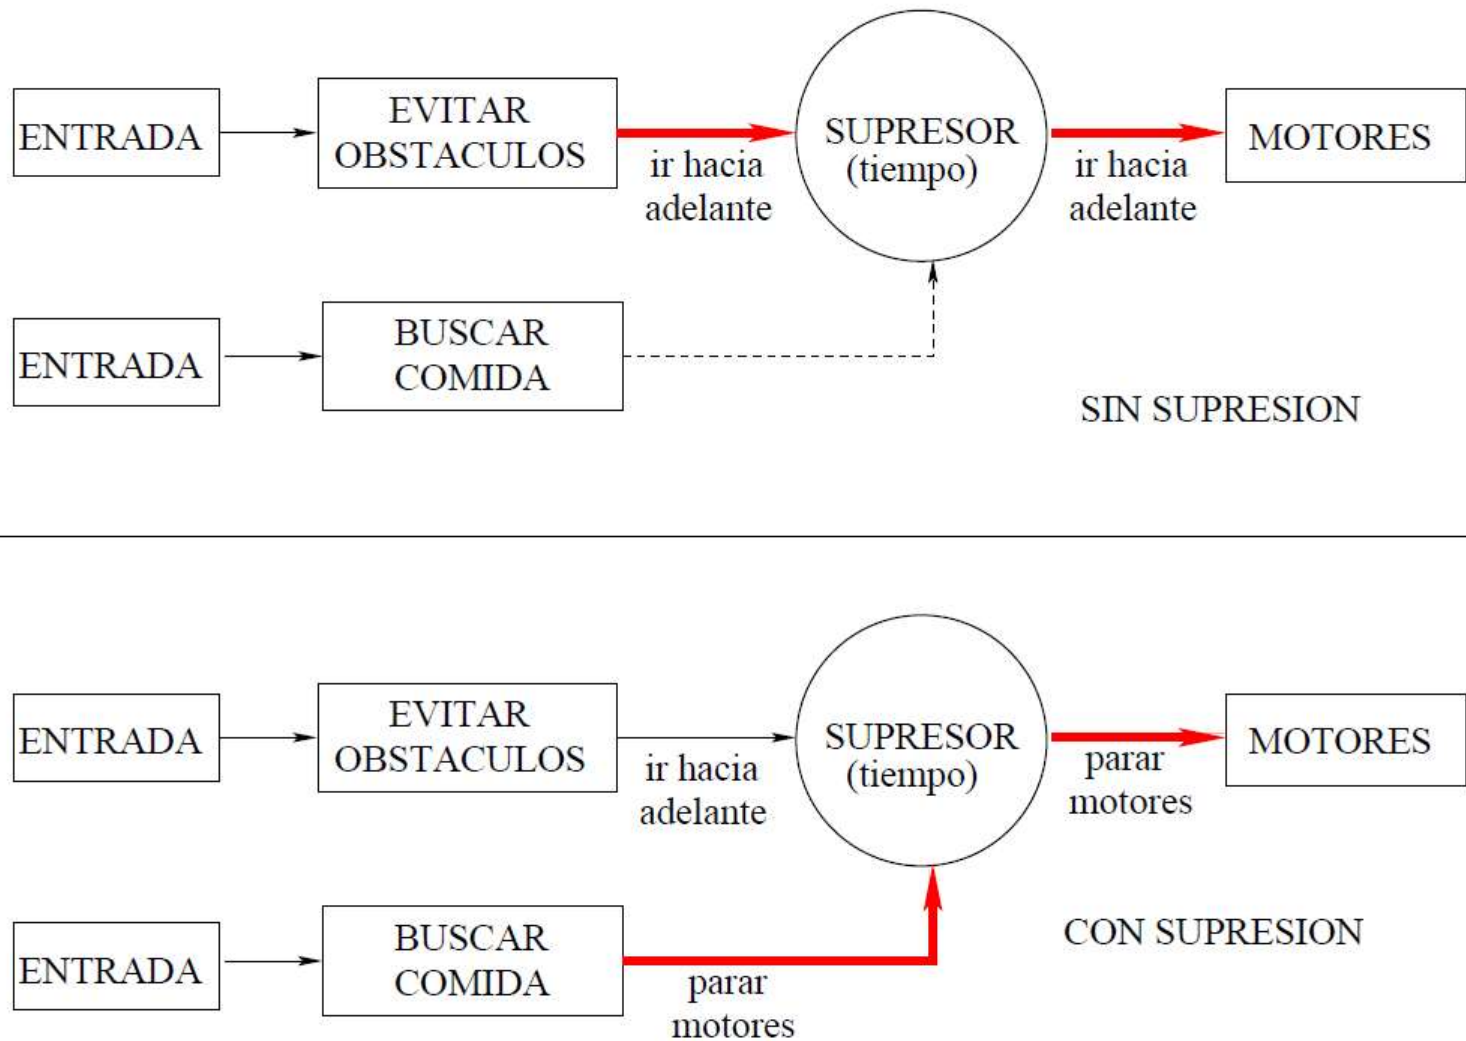 ENTRADA
EVITAR
OBSTACULOS
ir hacia
adelante
SUPRESOR
(tiempo)
ir hacia
adelante
MOTORES
ENTRADA
BUSCAR
COMIDA
SIN SUPRESION
ENTRADA
EVITAR
OBSTACULOS
ir hacia
adelante
SUPRESOR
(tiempo)
parar
motores
MOTORES
ENTRADA
BUSCAR
COMIDA
parar
motores
CON SUPRESION